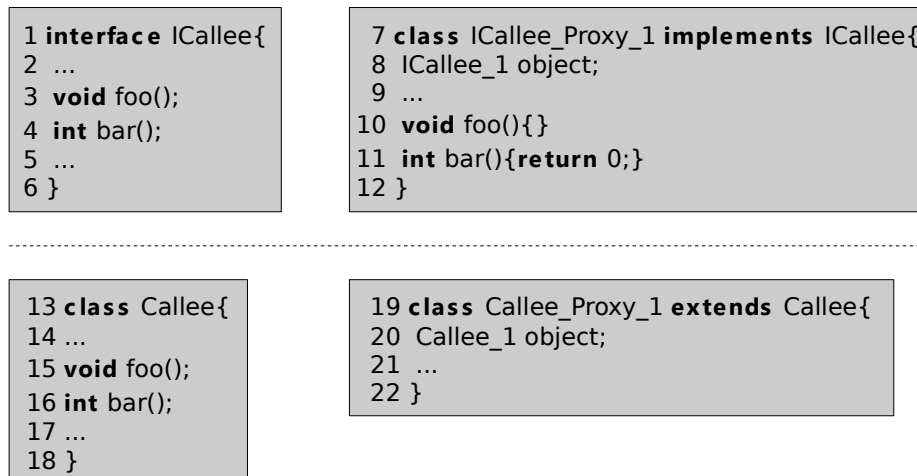 1 interface ICallee{
2 ...
3 void foo();
4 int bar();
5 ...
6 }
7 class ICallee_Proxy_1 implements ICallee{
8 ICallee_1 object;
9 ...
10 void foo(){}
11 int bar(){return 0;}
12 }
13 class Callee{
14 ...
15 void foo();
16 int bar();
17 ...
18 }
19 class Callee_Proxy_1 extends Callee{
20 Callee_1 object;
21 ...
22 }